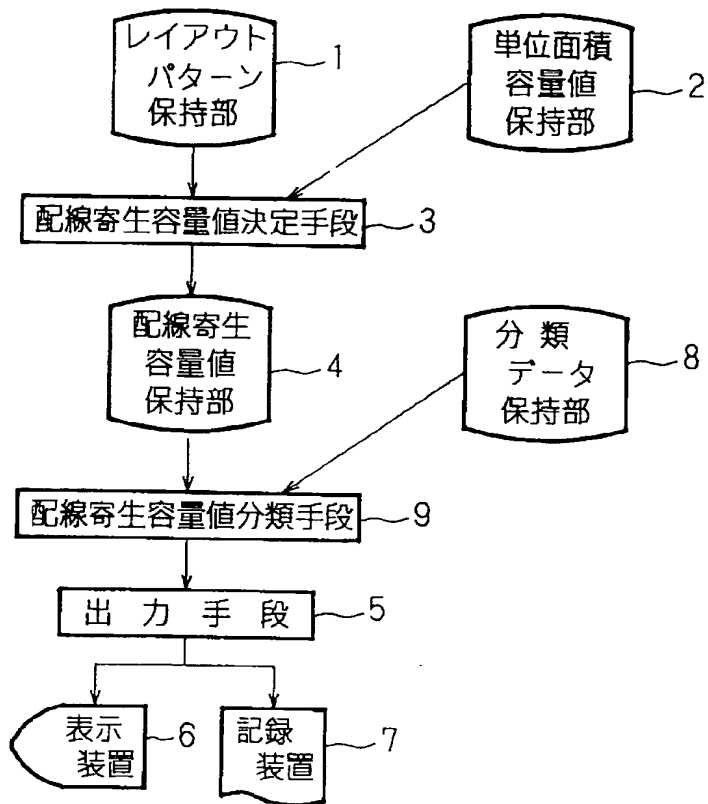 レイアウト
パターン
保持部
1
単位面積
容量値
保持部
2
配線寄生容量値決定手段
3
配線寄生
容量値
保持部
4
分類
データ
保持部
8
配線寄生容量値分類手段
9
出力手段
5
表示
装置
6
記録
装置
7